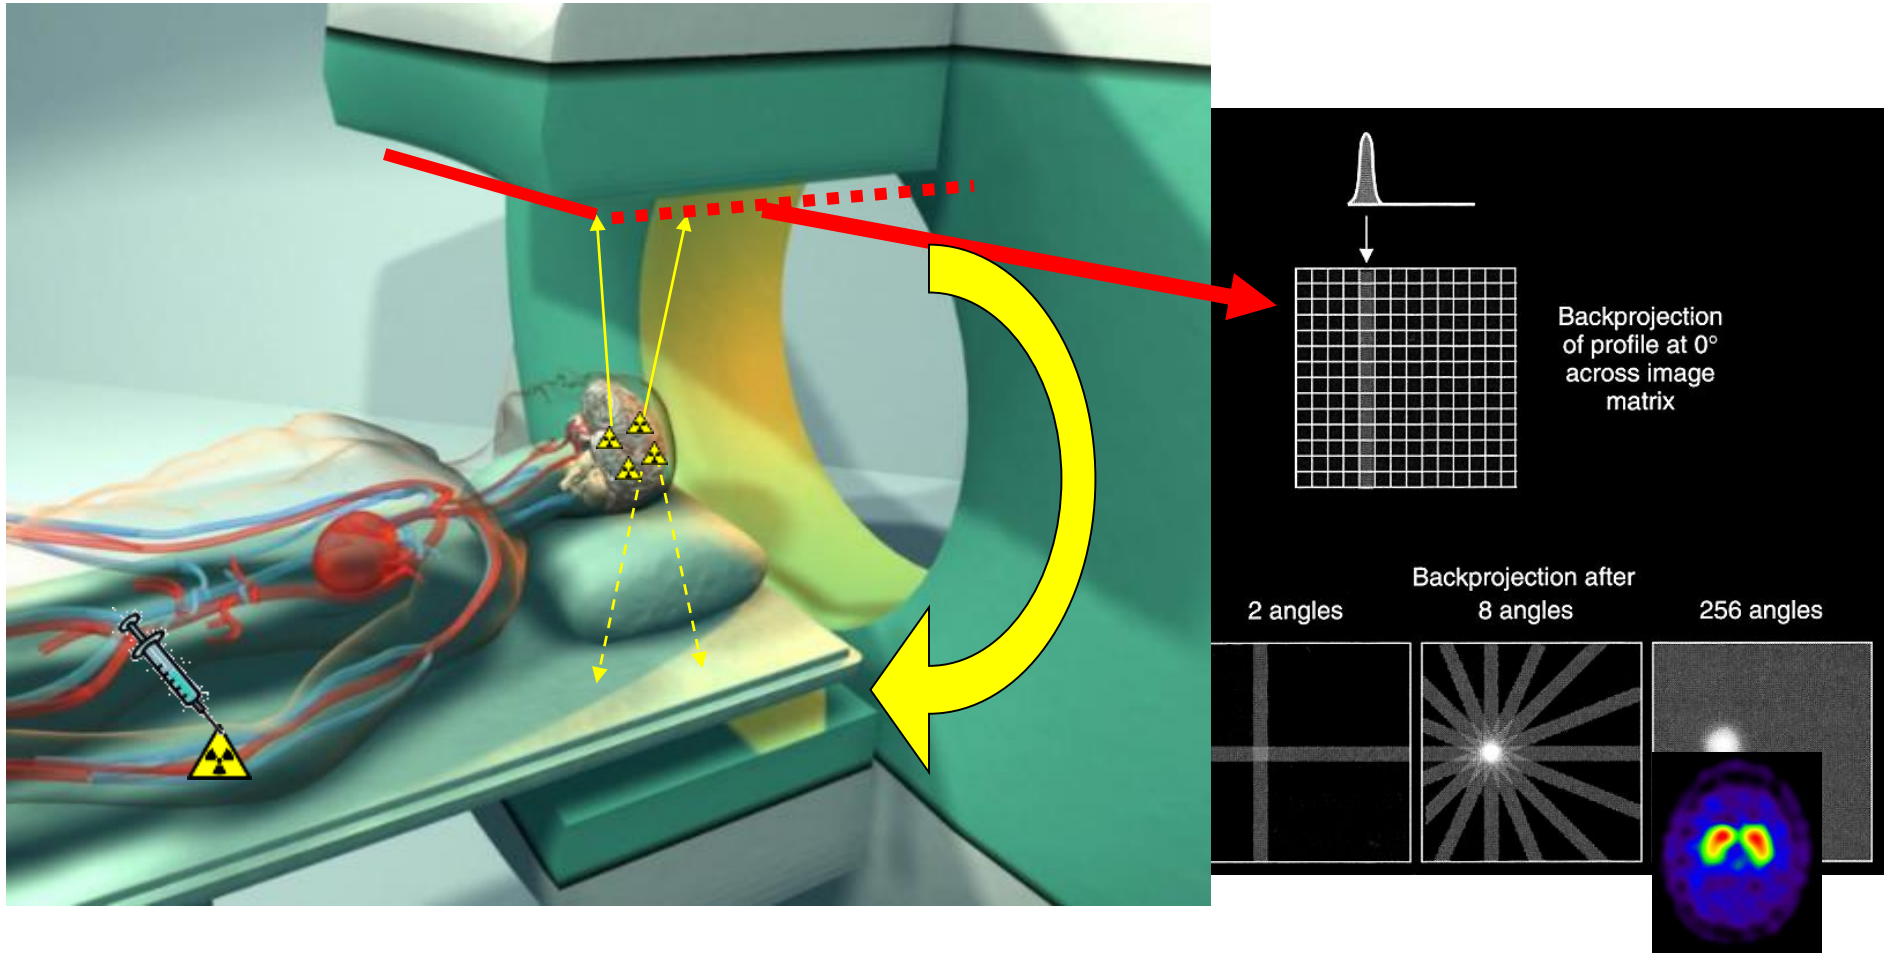 Backprojection
of profile at 0°
across image
matrix
Backprojection after
2 angles
8 angles
256 angles